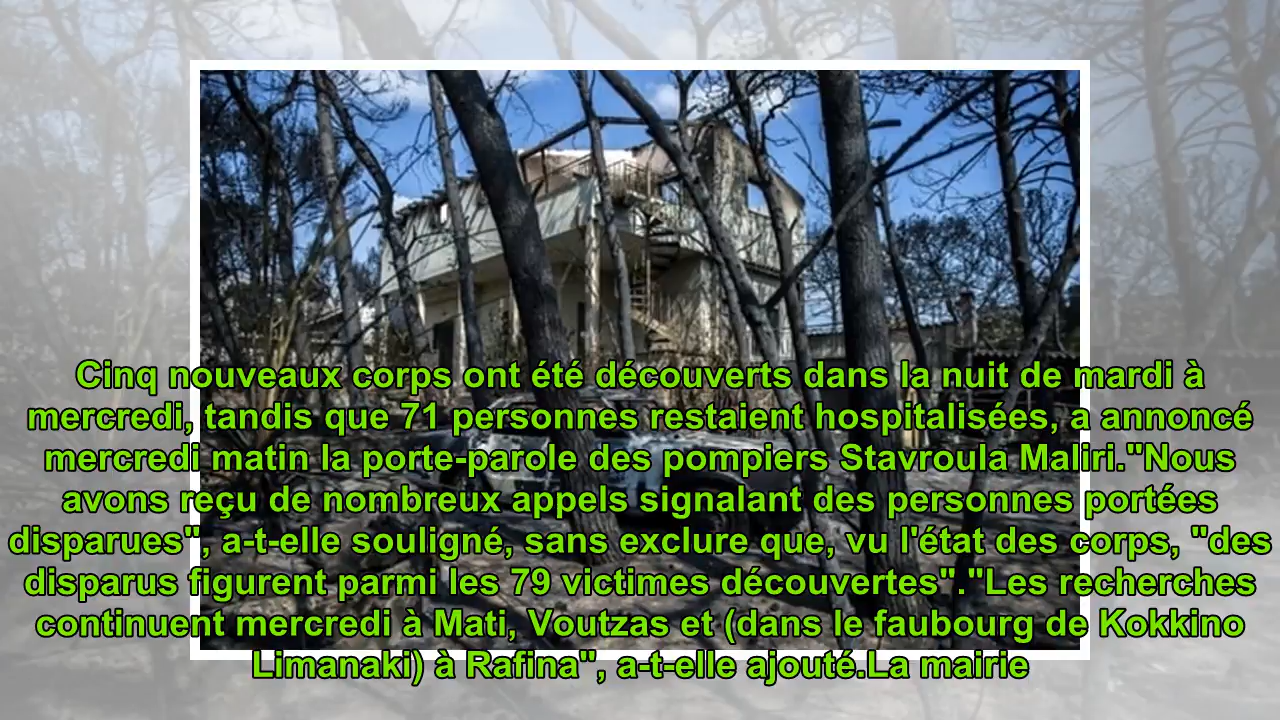 Cinq nouveaux corps ont été découverts dans la nuit de mardi à
mercredi, tandis que 71 personnes restaient hospitalisées, a annoncé
mercredi matin la porte-parole des pompiers Stavroula Maliri."Nous
avons reçu de nombreux appels signalant des personnes portées
disparues", a-t-elle souligné, sans exclure que, vu l'état des corps, "des
disparus figurent parmi les 79 victimes découvertes"."Les recherches
continuent mercredi à Mati, Voutzas et (dans le faubourg de Kokkino
Limanaki) à Rafina", a-t-elle ajouté.La mairie